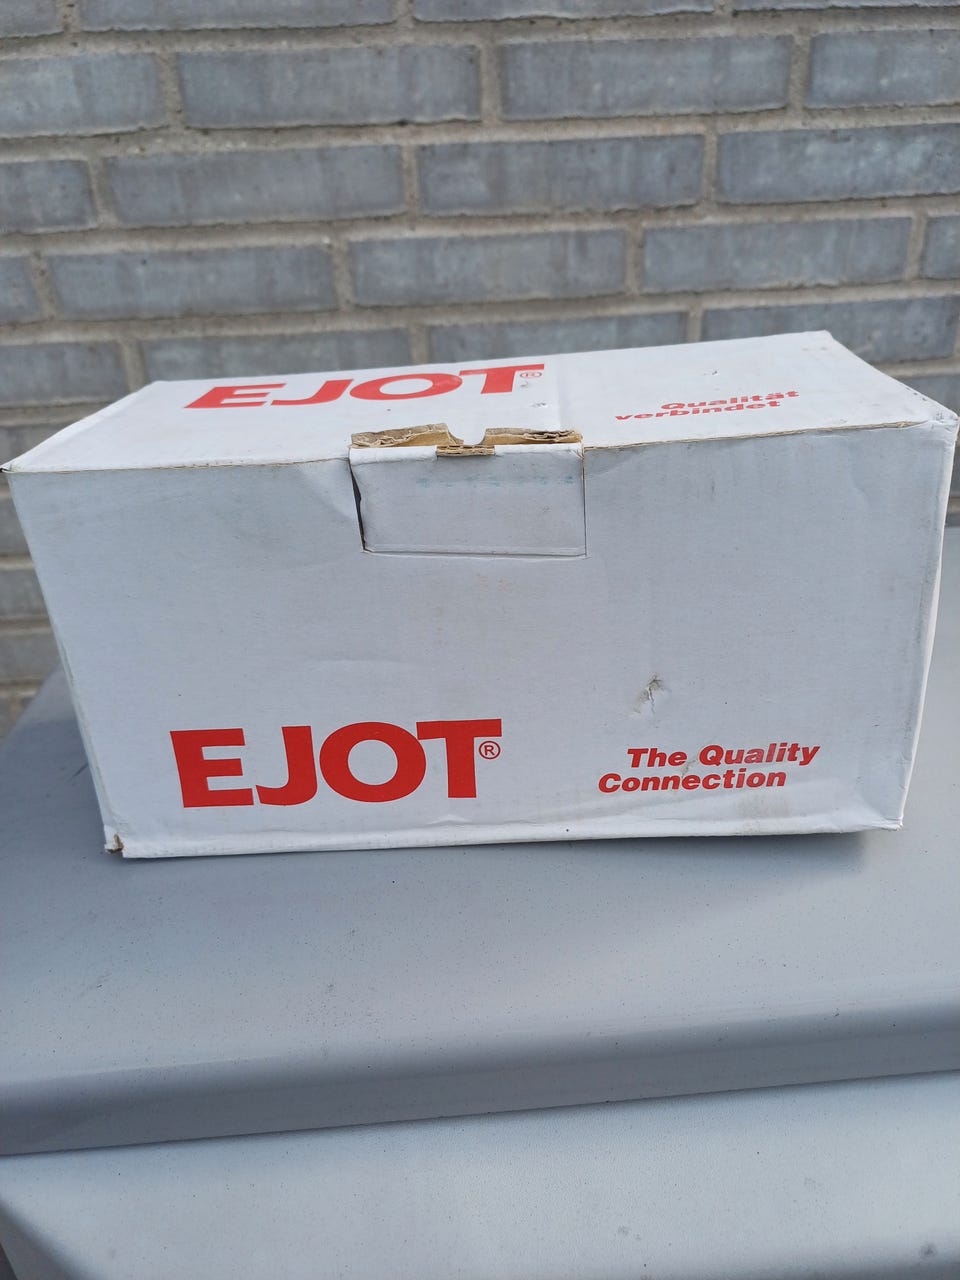 EJOT®
Qualität
verbindet
EJOT®
The Quality
Connection